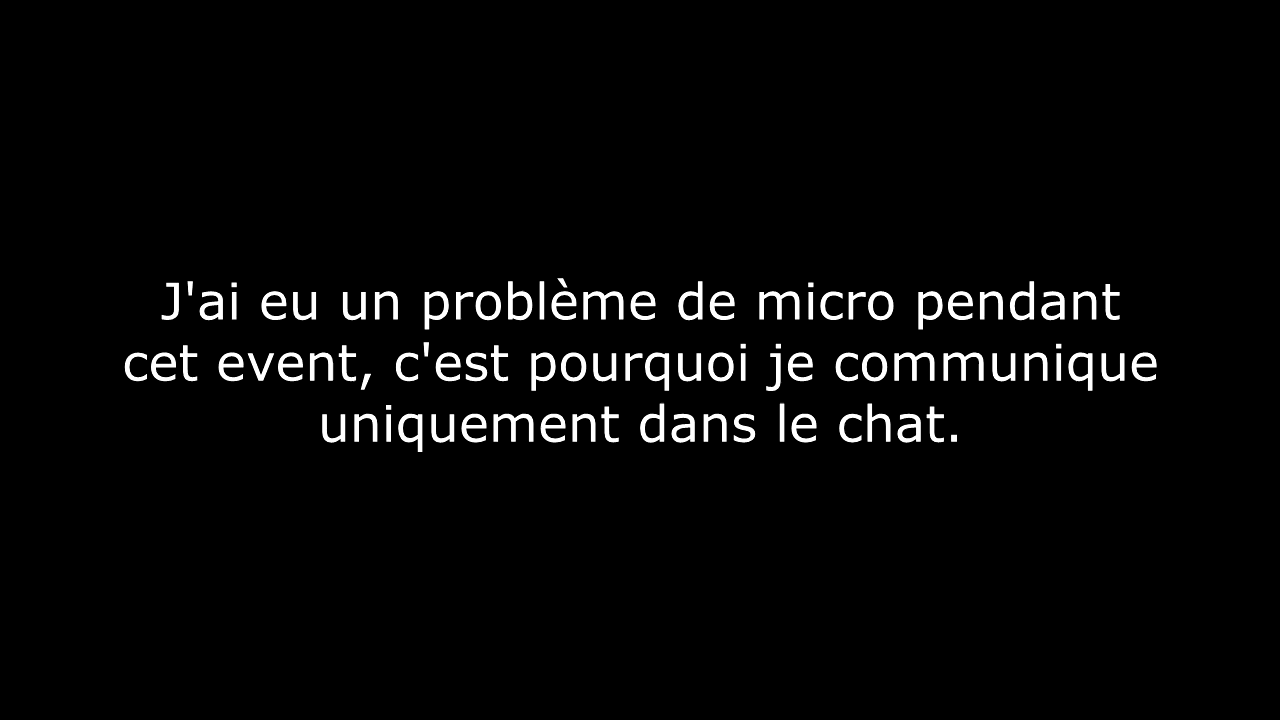 J'ai eu un problème de micro pendant
cet event, c'est pourquoi je communique
uniquement dans le chat.